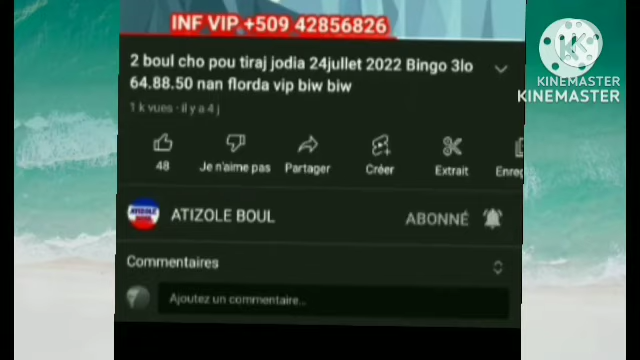 INF VIP +509 42856826
2 boul cho pou tiraj jodia 24jullet 2022 Bingo 3lo
64.88.50 nan florda vip biw biw
1 k vues · il y a 4 j
48
Je n'aime pas
Partager
Créer
Extrait
Enreg
ATIZOLE BOUL
ATIZOLE BOUL
ABONNÉ
Commentaires
Ajoutez un commentaire...
K
KINEMASTER
KINEMASTER